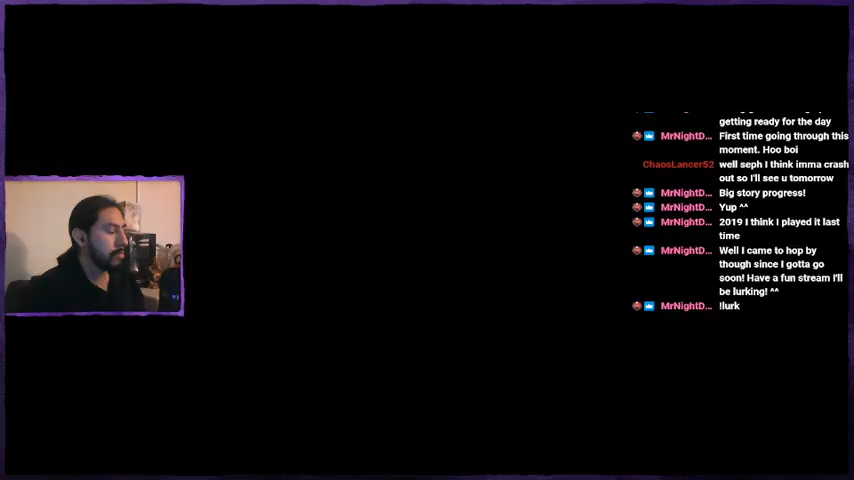 getting ready for the day
MrNightD... First time going through this
moment. Hoo boi
ChaosLancer52 well seph I think imma crash
out so I'll see u tomorrow
MrNightD... Big story progress!
MrNightD... Yup ^^
MrNightD... 2019 I think I played it last
time
MrNightD... Well I came to hop by
though since I gotta go
soon! Have a fun stream I'll
be lurking! ^^
MrNightD... !lurk